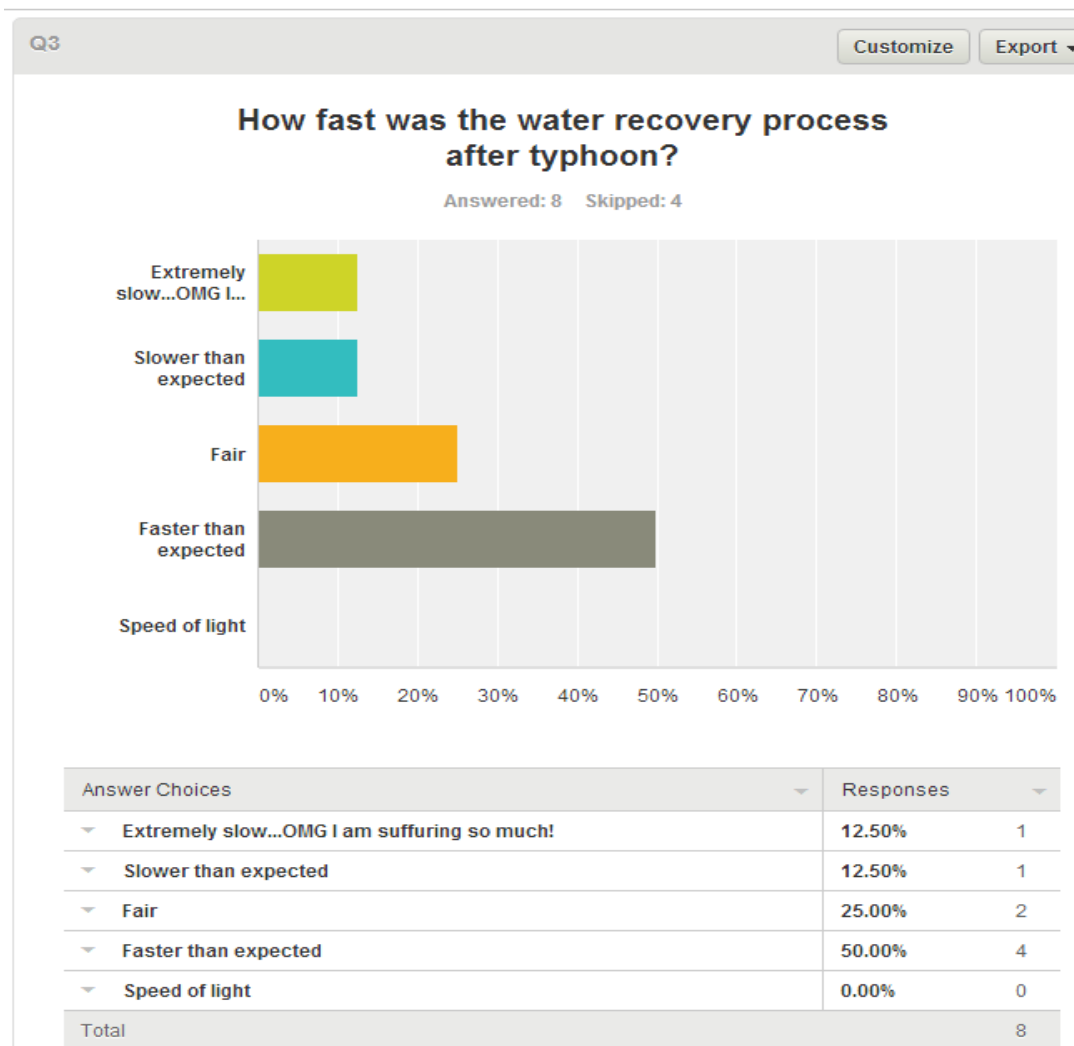 Q3
Customize
Export
How fast was the water recovery process
after typhoon?
Answered: 8 Skipped: 4
Extremely
slow...OMG I...
Slower than
expected
Fair
Faster than
expected
Speed of light
0% 10% 20% 30% 40% 50% 60% 70% 80% 90% 100%
Answer Choices Responses
Extremely slow...OMG I am suffuring so much! 12.50% 1
Slower than expected 12.50% 1
Fair 25.00% 2
Faster than expected 50.00% 4
Speed of light 0.00% 0
Total 8